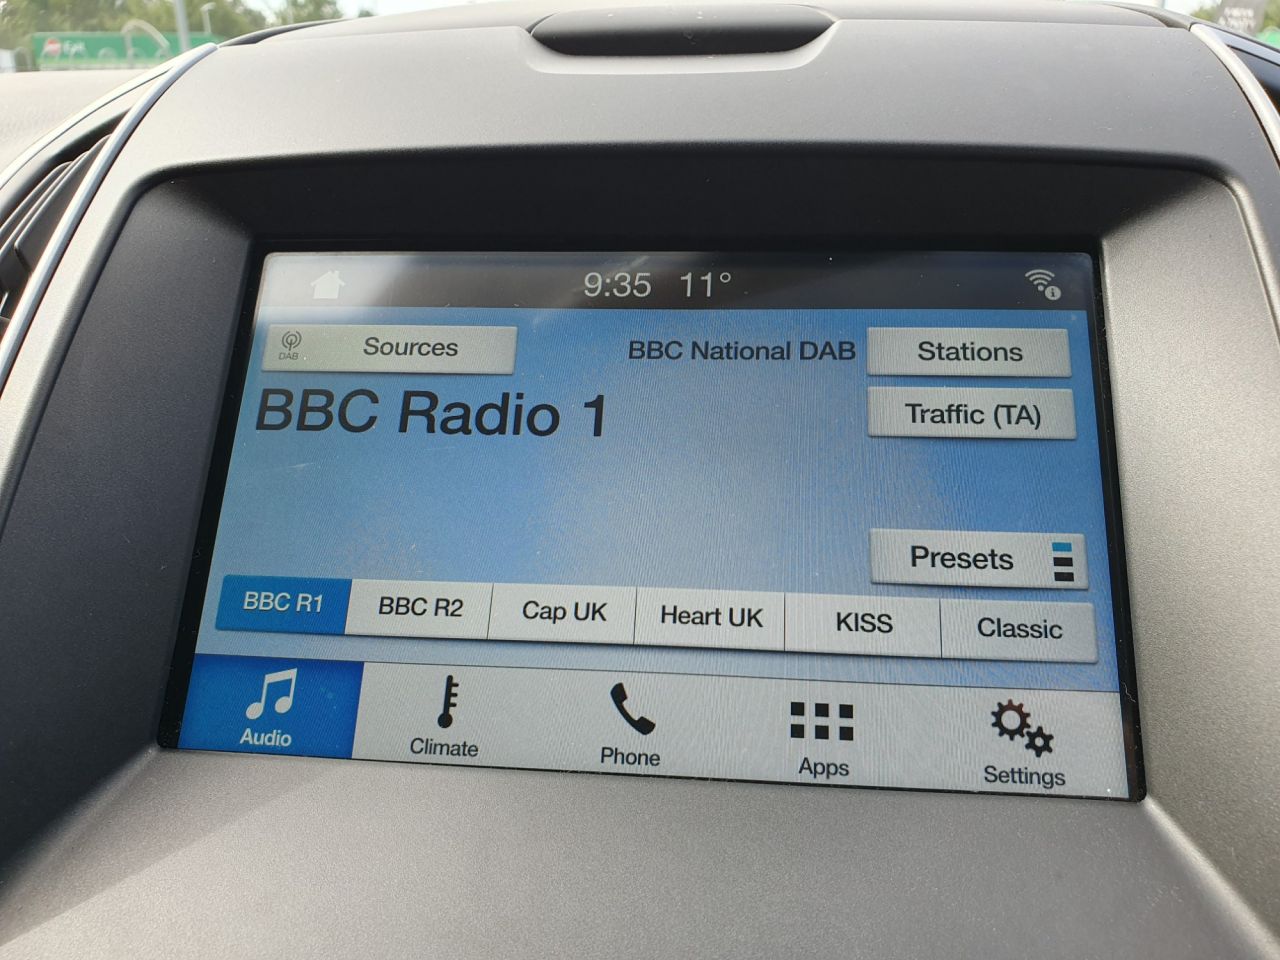 Exit
9:35 11°
DAB
Sources
BBC National DAB
Stations
BBC Radio 1
Traffic (TA)
Presets
BBC R1
BBC R2
Cap UK
Heart UK
KISS
Classic
Audio
Climate
Phone
Apps
Settings